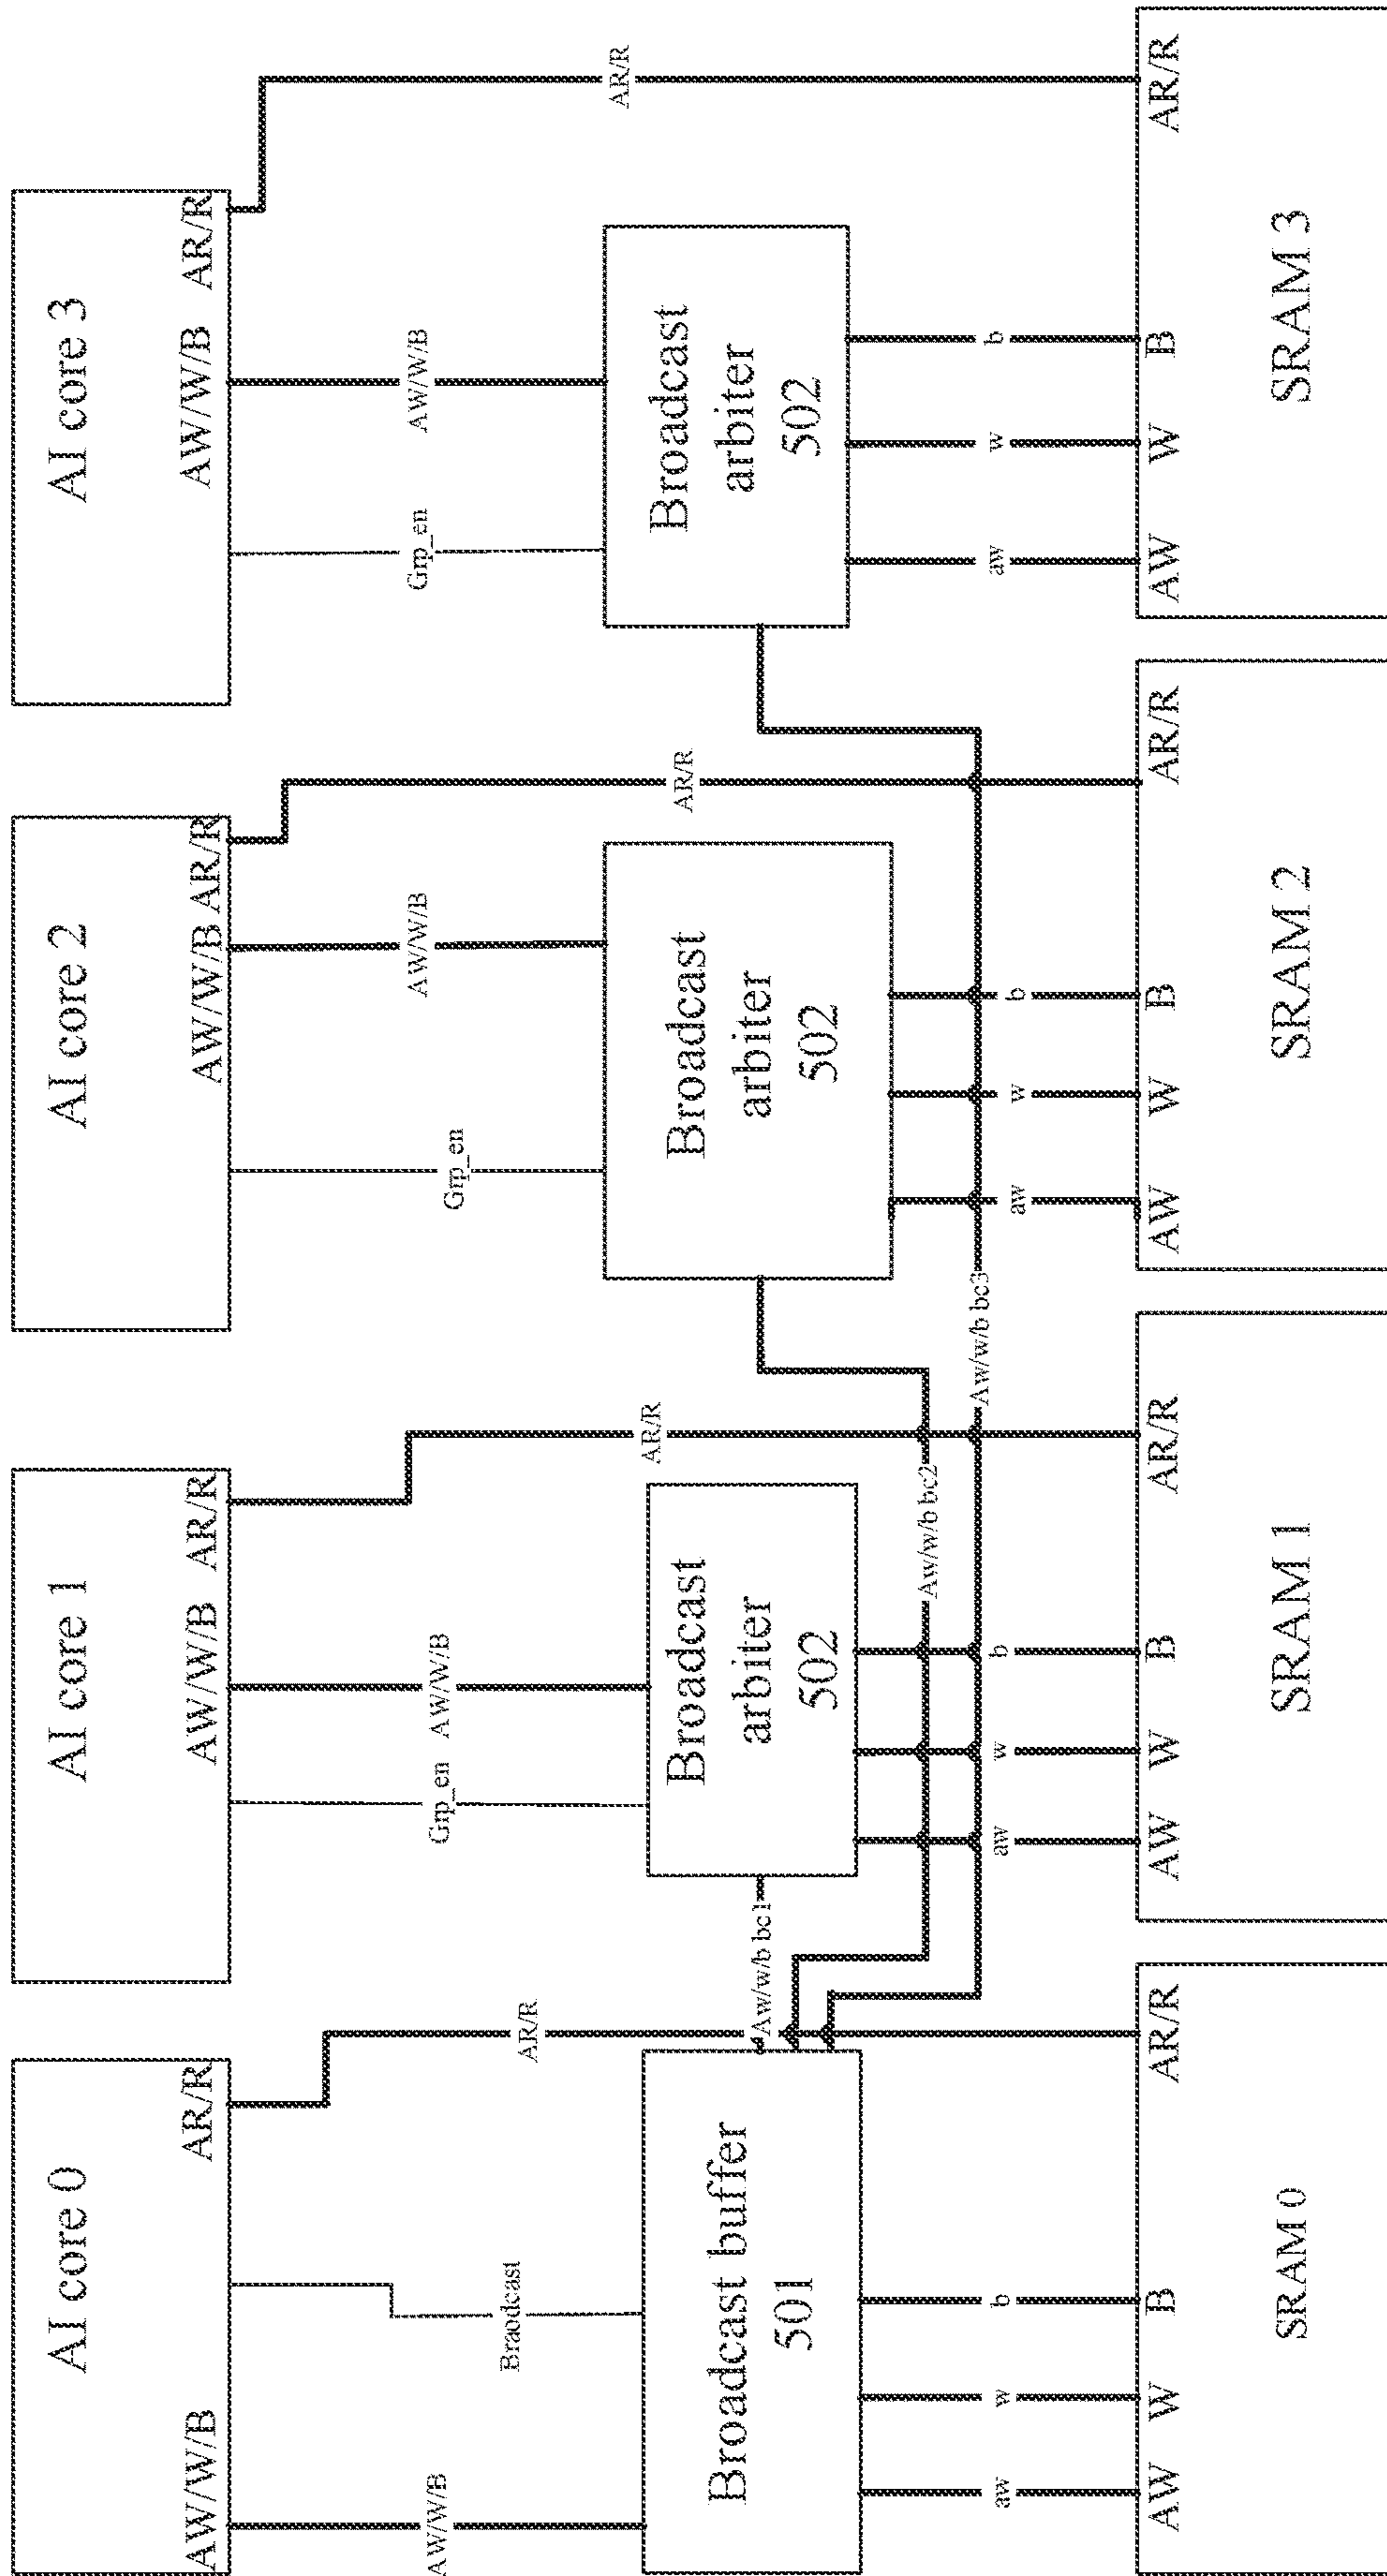 AI core 0
AW/W/B
AR/R
AI core 1
AW/W/B
AR/R
AI core 2
AW/W/B
AR/R
AI core 3
AW/W/B
AR/R
AW/W/B
Braodcast
AR/R
Grp_en
AW/W/B
AR/R
Grp_en
AW/W/B
AR/R
Grp_en
AW/W/B
AR/R
Broadcast buffer
501
Aw/w/b bc1
Broadcast
arbiter
502
Aw/w/b bc2
Broadcast
arbiter
502
Aw/w/b bc3
Broadcast
arbiter
502
aw
w
b
aw
w
b
aw
w
b
aw
w
b
AW
W
B
AR/R
SRAM 0
AW
W
B
AR/R
SRAM 1
AW
W
B
AR/R
SRAM 2
AW
W
B
AR/R
SRAM 3